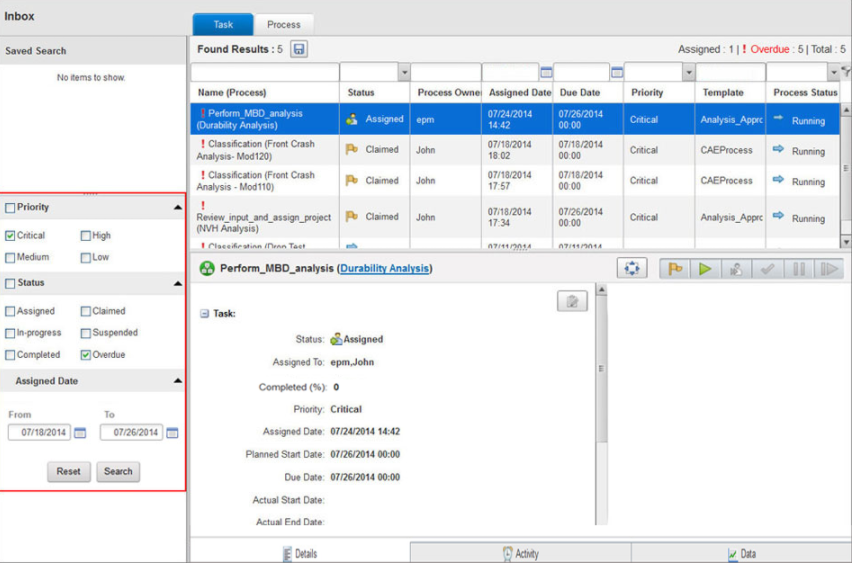 Inbox
Task Process
Saved Search
Found Results : 5
Assigned : 1 | ! Overdue : 5 | Total : 5
No items to show.
Name (Process) Status Process Owne Assigned Date Due Date Priority Template Process Status
! Perform_MBD_analysis
(Durability Analysis) Assigned epm 07/24/2014
14:42 07/26/2014
00:00 Critical Analysis_Apprc Running
! Classification (Front Crash
Analysis- Mod120) Claimed John 07/18/2014
18:02 07/18/2014
00:00 Critical CAEProcess Running
! Classification (Front Crash
Analysis - Mod110) Claimed John 07/18/2014
17:57 07/18/2014
00:00 Critical CAEProcess Running
!
Review_input_and_assign_project
(NVH Analysis) Claimed John 07/18/2014
17:34 07/26/2014
00:00 Critical Analysis_Apprc Running
! Classification (Drop Test 07/11/2014 07/11/2014
Priority
Critical High
Medium Low
Status
Assigned Claimed
In-progress Suspended
Completed Overdue
Assigned Date
From To
07/18/2014 07/26/2014
Reset Search
Perform_MBD_analysis (Durability Analysis)
Task:
Status: Assigned
Assigned To: epm,John
Completed (%): 0
Priority: Critical
Assigned Date: 07/24/2014 14:42
Planned Start Date: 07/26/2014 00:00
Due Date: 07/26/2014 00:00
Actual Start Date:
Actual End Date:
Details Activity Data